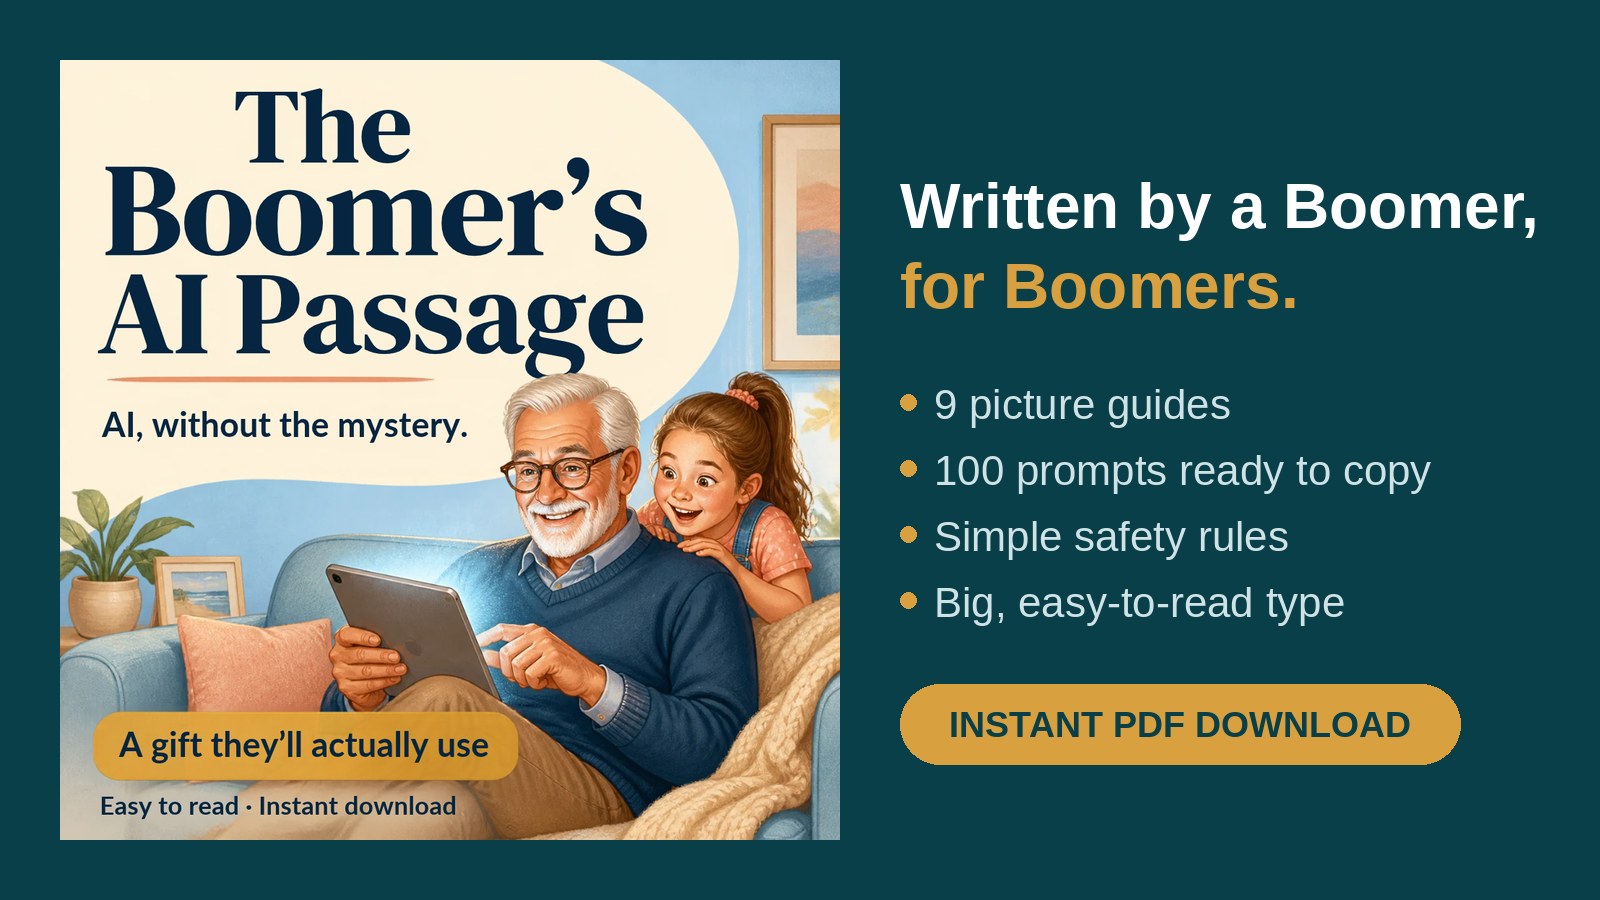 The
Boomer’s
AI Passage
AI, without the mystery.
A gift they’ll actually use
Easy to read · Instant download
Written by a Boomer,
for Boomers.
9 picture guides
100 prompts ready to copy
Simple safety rules
Big, easy-to-read type
INSTANT PDF DOWNLOAD